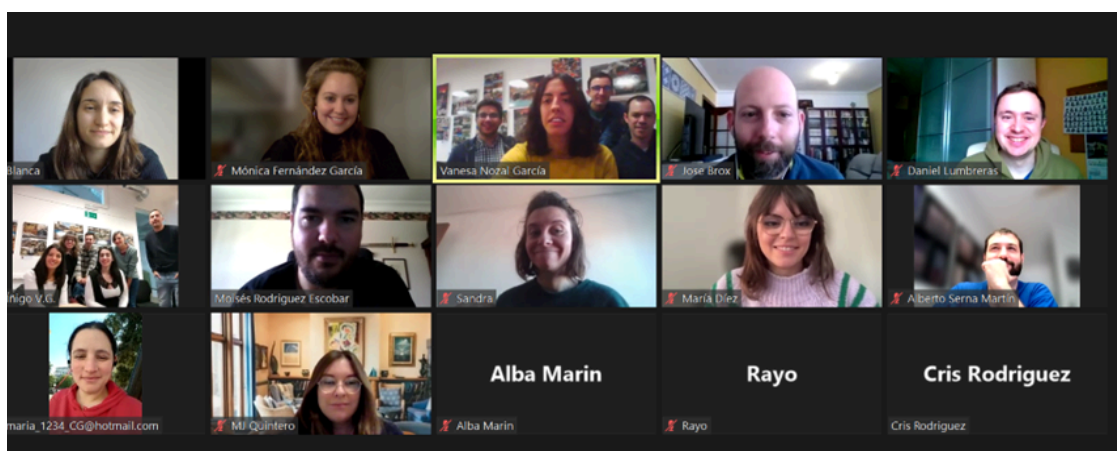 Blanca
Mónica Fernández García
Vanesa Nozal García
Jose Brox
Daniel Lumbreras
Iñigo V.G.
Moisés Rodríguez Escobar
Sandra
María Díez
Alberto Serna Martín
maria_1234_CG@hotmail.com
MJ Quintero
Alba Marin
Alba Marin
Rayo
Rayo
Cris Rodriguez
Cris Rodriguez